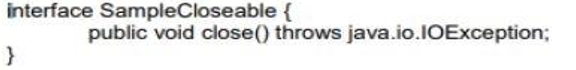 interface SampleCloseable {
public void close() throws java.io.IOException;
}